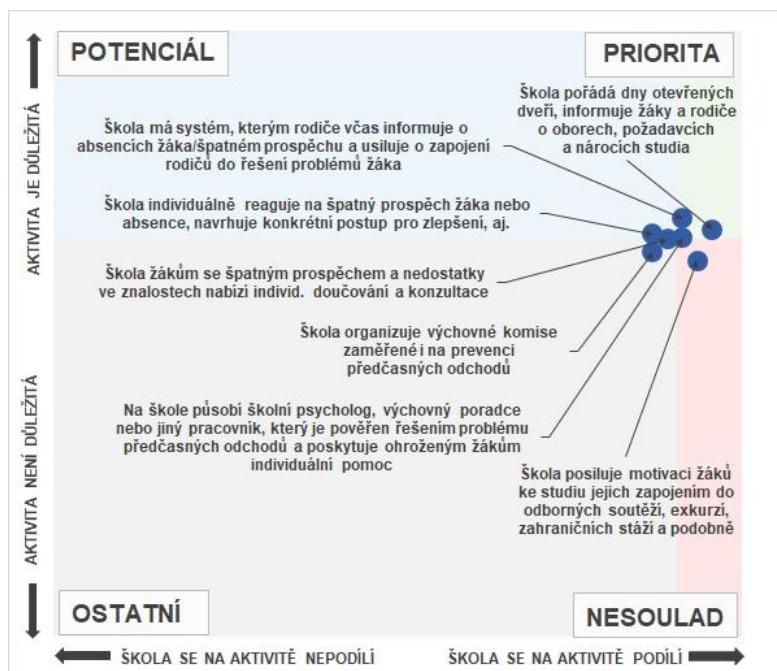 POTENCIÁL
PRIORITA
Škola pořádá dny otevřených
dveří, informuje žáky a rodiče
o oborech, požadavcích
a nárocích studia
Škola má systém, kterým rodiče včas informuje o
absencích žáka/špatném prospěchu a usiluje o zapojení
rodičů do řešení problémů žáka
Škola individuálně reaguje na špatný prospěch žáka nebo
absence, navrhuje konkrétní postup pro zlepšení, aj.
Škola žákům se špatným prospěchem a nedostatky
ve znalostech nabízí individ. doučování a konzultace
Škola organizuje výchovné komise
zaměřené i na prevenci
předčasných odchodů
Na škole působí školní psycholog, výchovný poradce
nebo jiný pracovník, který je pověřen řešením problému
předčasných odchodů a poskytuje ohroženým žákům
individuální pomoc
Škola posiluje motivaci žáků
ke studiu jejich zapojením do
odborných soutěží, exkurzí,
zahraničních stáží a podobně
OSTATNÍ
NESOULAD
AKTIVITA JE DŮLEŽITÁ
AKTIVITA NENÍ DŮLEŽITÁ
ŠKOLA SE NA AKTIVITĚ NEPODÍLÍ
ŠKOLA SE NA AKTIVITĚ PODÍLÍ